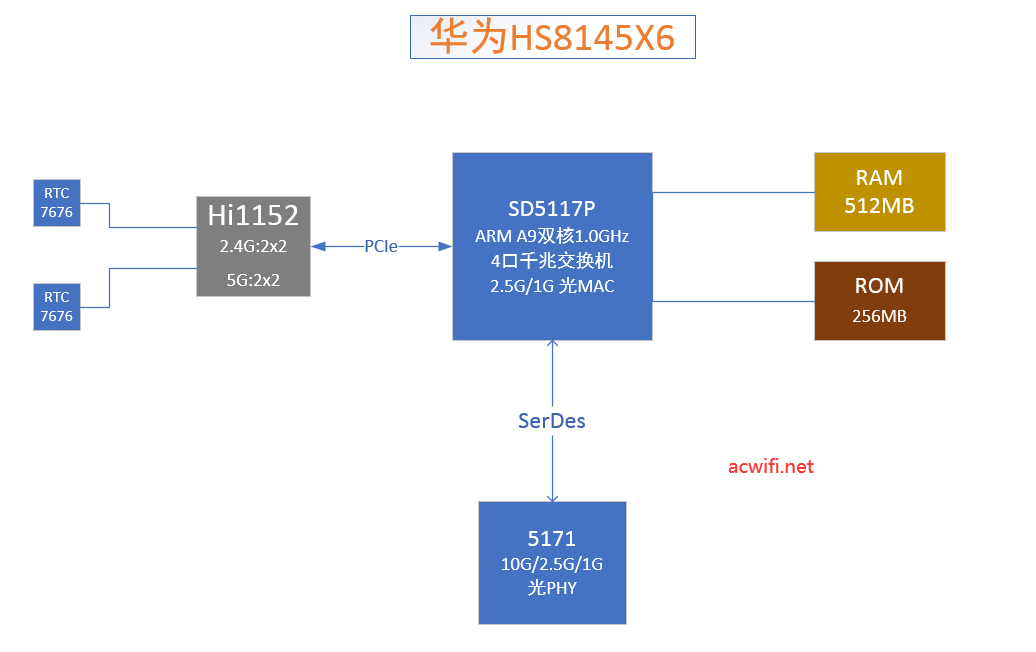 华为HS8145X6
RTC
7676
RTC
7676
Hi1152
2.4G:2x2
5G:2x2
PCIe
SD5117P
ARM A9双核1.0GHz
4口千兆交换机
2.5G/1G 光MAC
RAM
512MB
ROM
256MB
SerDes
acwifi.net
5171
10G/2.5G/1G
光PHY